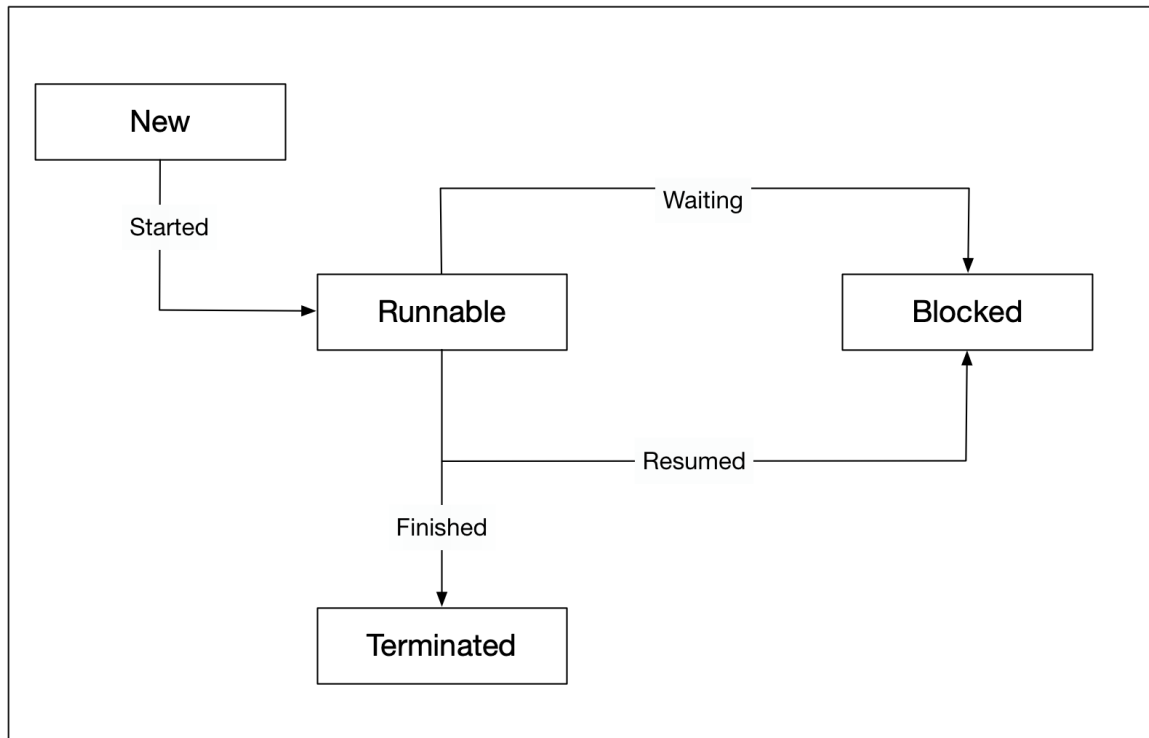 New
Started
Waiting
Runnable
Blocked
Resumed
Finished
Terminated